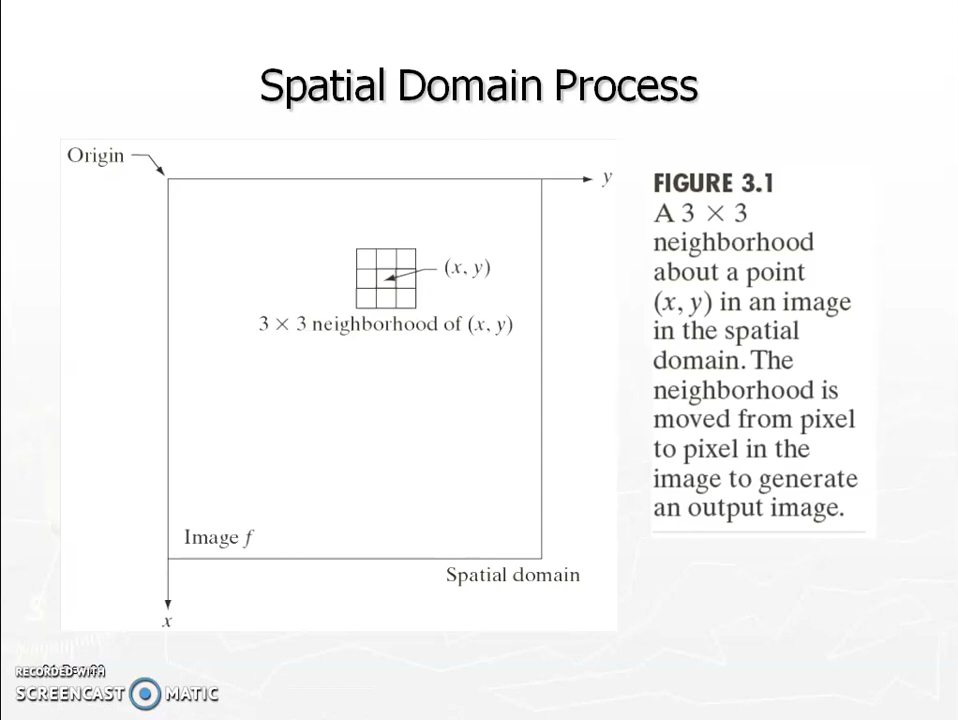 Spatial Domain Process
Origin
y
(x, y)
3 × 3 neighborhood of (x, y)
Image f
Spatial domain
x
FIGURE 3.1
A 3 × 3
neighborhood
about a point
(x, y) in an image
in the spatial
domain. The
neighborhood is
moved from pixel
to pixel in the
image to generate
an output image.
RECORDED WITH
SCREENCAST MATIC